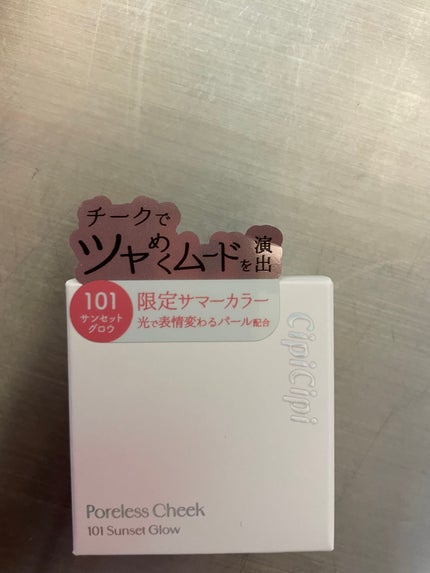 チークで
ツヤめくムードを演出
101
サンセット
グロウ
限定サマーカラー
光で表情変わるパール配合
CipiCipi
Poreless Cheek
101 Sunset Glow